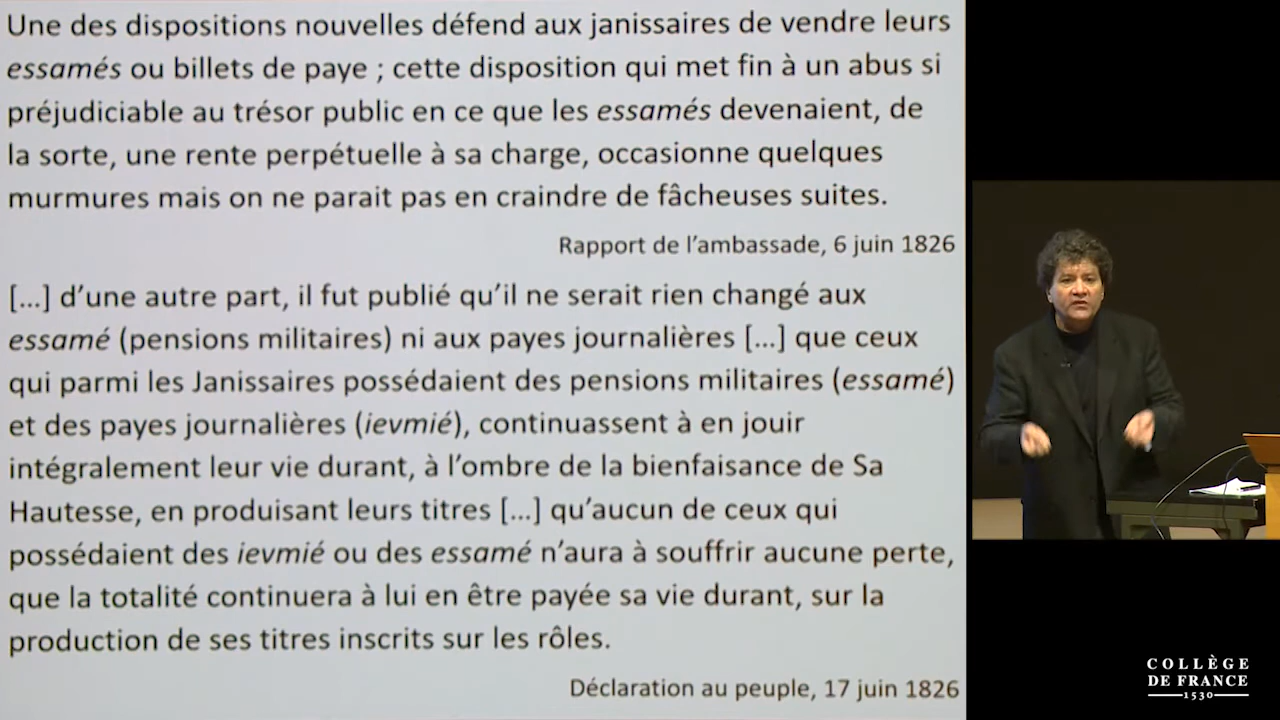 Une des dispositions nouvelles défend aux janissaires de vendre leurs
essamés ou billets de paye ; cette disposition qui met fin à un abus si
préjudiciable au trésor public en ce que les essamés devenaient, de
la sorte, une rente perpétuelle à sa charge, occasionne quelques
murmures mais on ne parait pas en craindre de fâcheuses suites.
Rapport de l'ambassade, 6 juin 1826
[...] d'une autre part, il fut publié qu'il ne serait rien changé aux
essamé (pensions militaires) ni aux payes journalières [...] que ceux
qui parmi les Janissaires possédaient des pensions militaires (essamé)
et des payes journalières (ievmié), continuassent à en jouir
intégralement leur vie durant, à l'ombre de la bienfaisance de Sa
Hautesse, en produisant leurs titres [...] qu'aucun de ceux qui
possédaient des ievmié ou des essamé n'aura à souffrir aucune perte,
que la totalité continuera à lui en être payée sa vie durant, sur la
production de ses titres inscrits sur les rôles.
Déclaration au peuple, 17 juin 1826
COLLÈGE
DE FRANCE
1530